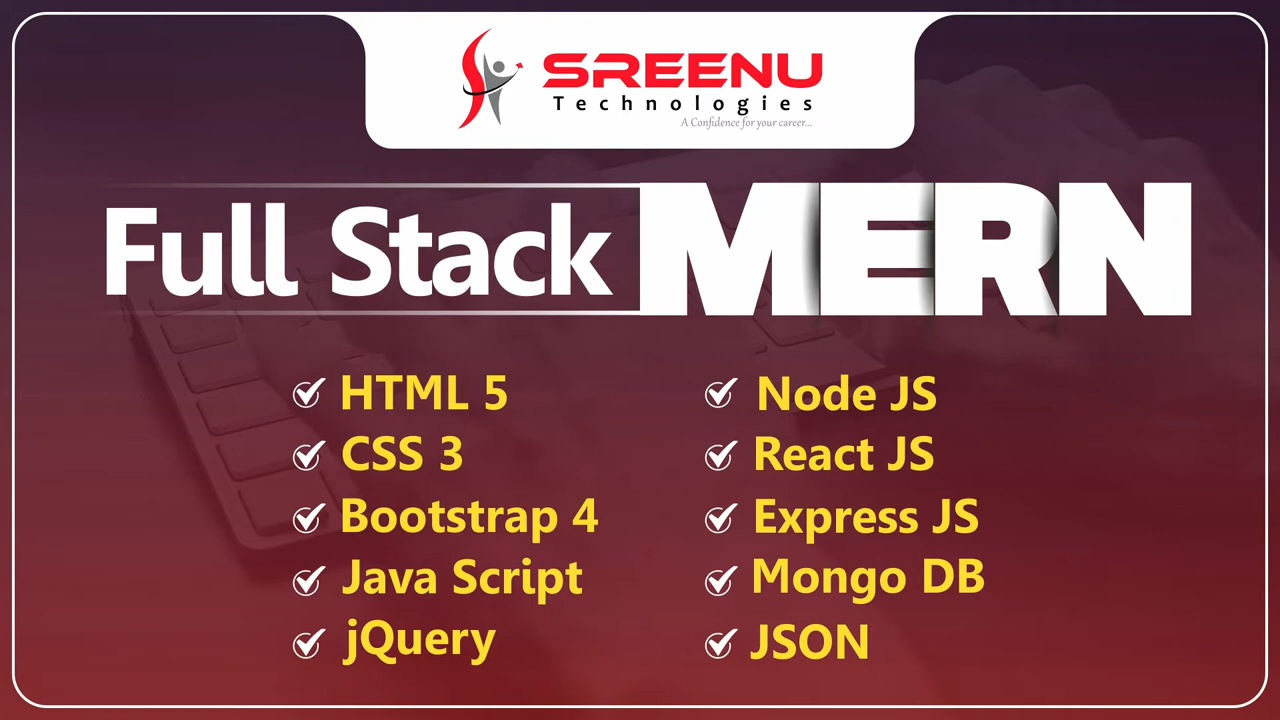 SREENU
Technologies
A Confidence for your career...
Full Stack MERN
HTML 5
CSS 3
Bootstrap 4
Java Script
jQuery
Node JS
React JS
Express JS
Mongo DB
JSON